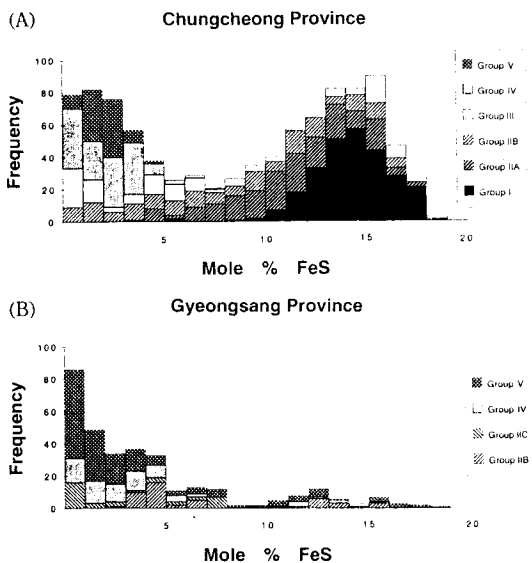 (A)
Chungcheong Province
Frequency
100
80
60
40
20
0
0
5
10
15
20
Mole % FeS
Group V
Group IV
Group III
Group IIB
Group IIA
Group I
(B)
Gyeongsang Province
Frequency
100
80
60
40
20
0
0
5
10
15
20
Mole % FeS
Group V
Group IV
Group IIC
Group IIB